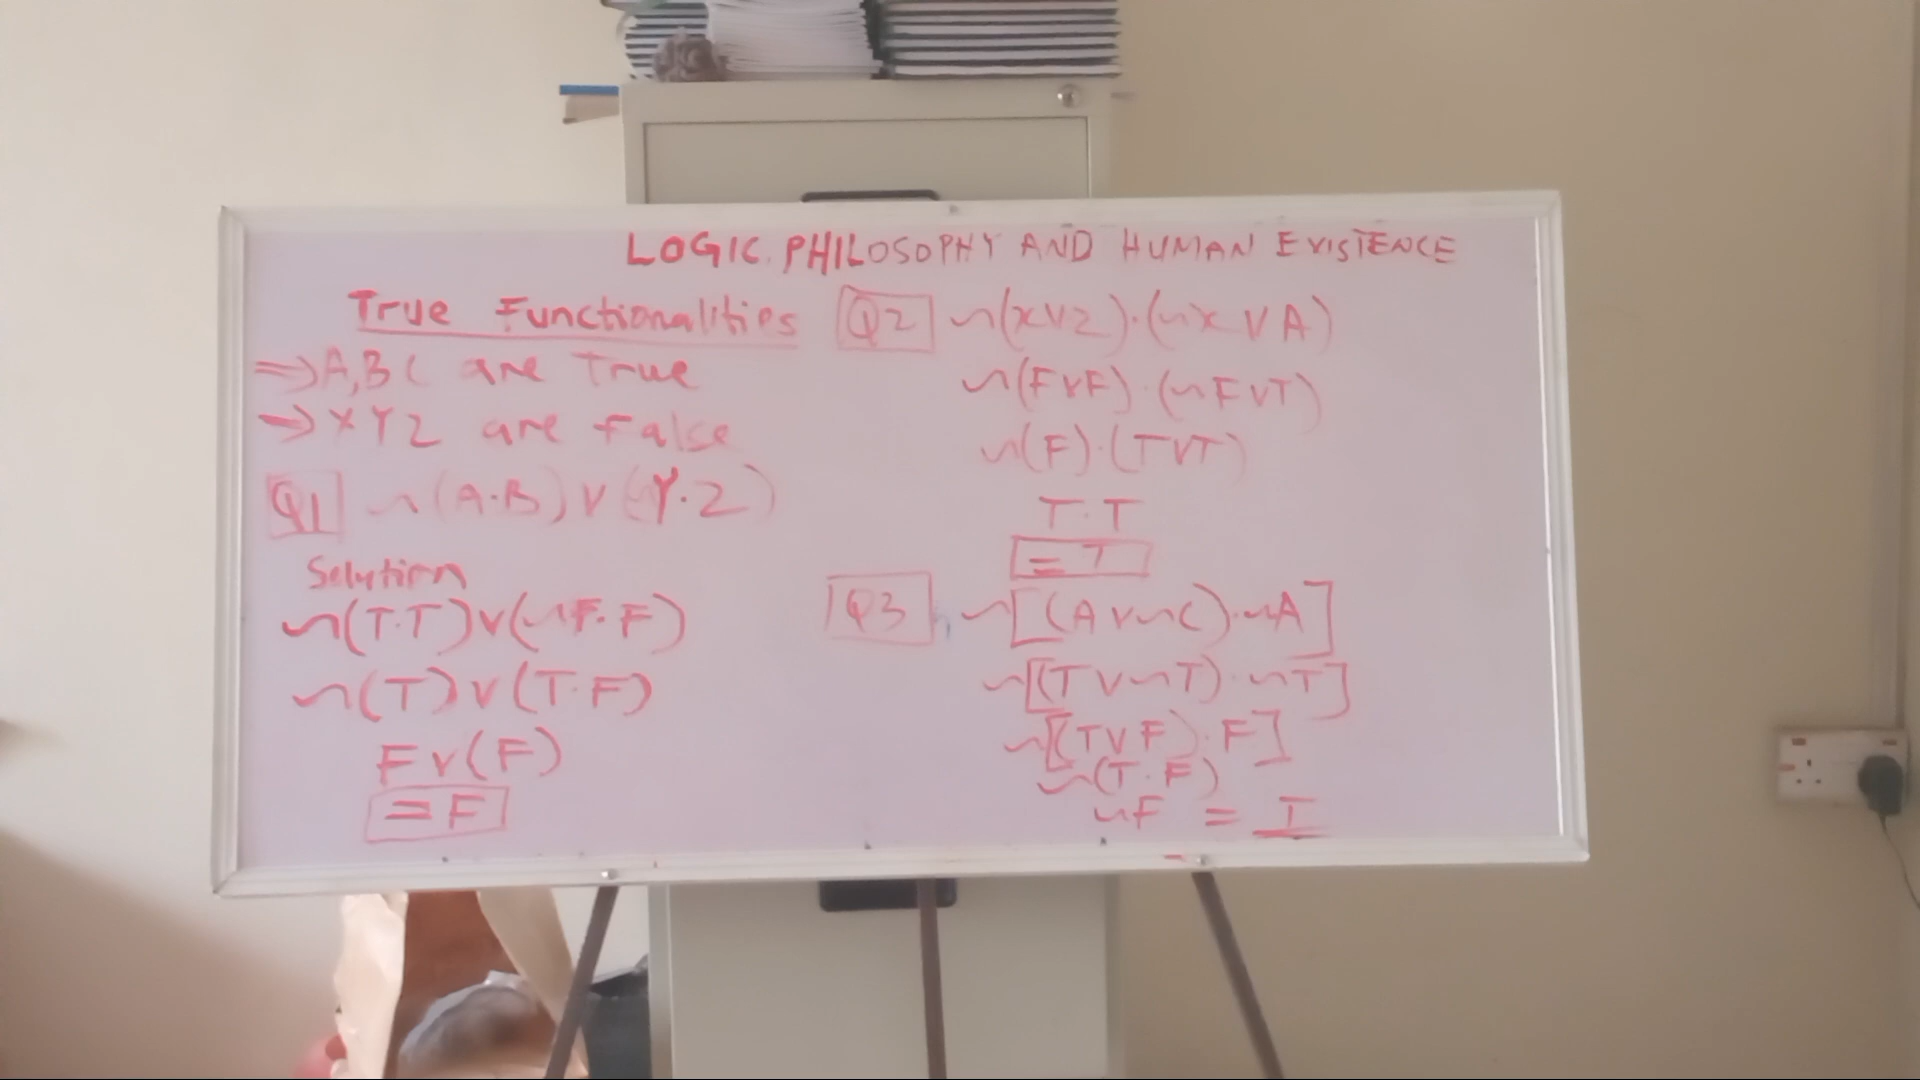 LOGIC, PHILOSOPHY AND HUMAN EXISTENCE
True Functionalities
⇒ A, B C are True
→ X Y Z are False
Q1 ~(A·B) ∨ (~Y·Z)
Solution
~(T·T) ∨ (~F·F)
~(T) ∨ (T·F)
F ∨ (F)
= F
Q2 ~(X ∨ Z)·(~X ∨ A)
~(F ∨ F)·(~F ∨ T)
~(F)·(T ∨ T)
T·T
= T
Q3 ~[(A ∨ ~C)·~A]
~[(T ∨ ~T)·~T]
~[(T ∨ F)·F]
~(T·F)
~F = T